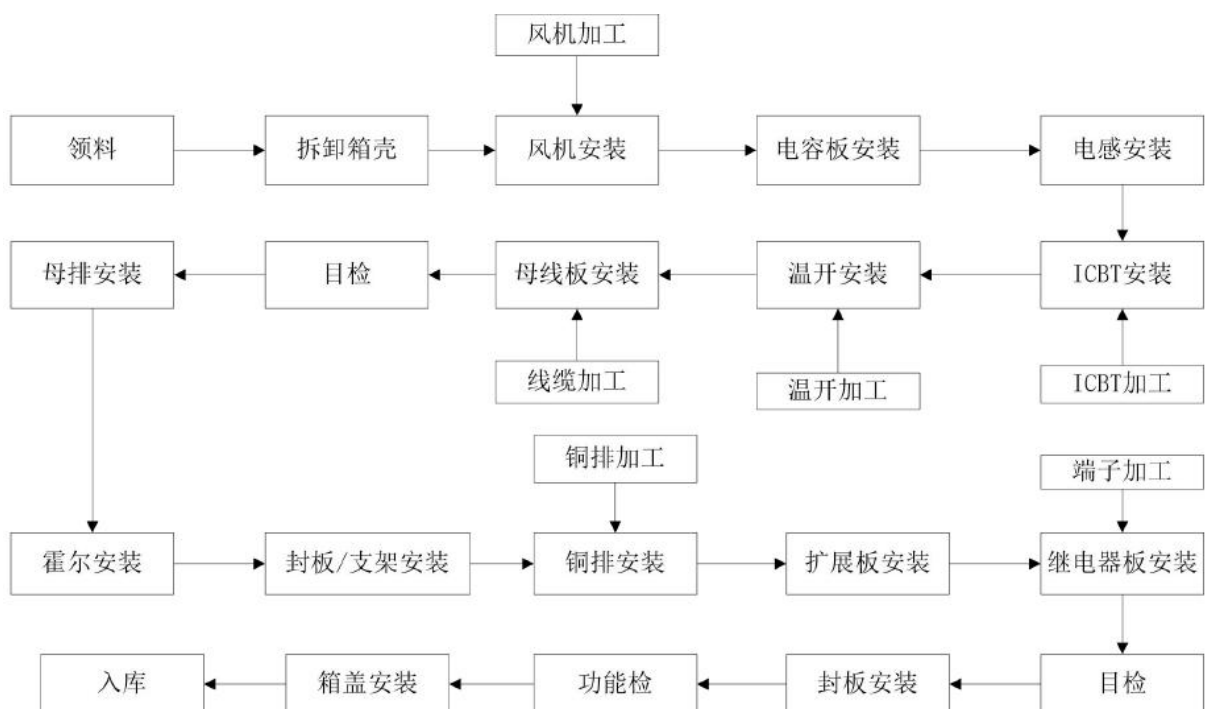 风机加工
领料
拆卸箱壳
风机安装
电容板安装
电感安装
母排安装
目检
母线板安装
温开安装
ICBT安装
线缆加工
温开加工
ICBT加工
铜排加工
端子加工
霍尔安装
封板/支架安装
铜排安装
扩展板安装
继电器板安装
入库
箱盖安装
功能检
封板安装
目检